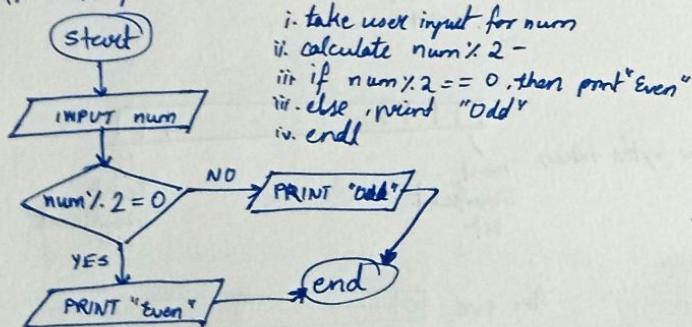 start
i. take user input for num
ii. calculate num % 2 -
iii. if num % 2 == 0, then print "Even"
iii. else, print "Odd"
iv. end
INPUT num
num % 2 = 0
NO
PRINT "Odd"
YES
PRINT "Even"
end